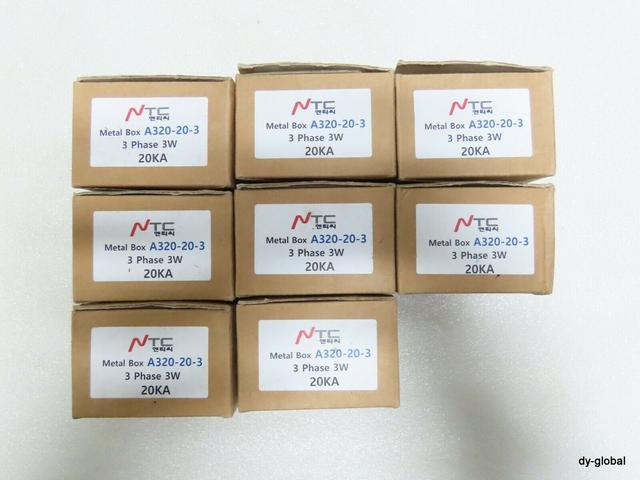 NTC
엔티씨
Metal Box A320-20-3
3 Phase 3W
20KA
NTC
엔티씨
Metal Box A320-20-3
3 Phase 3W
20KA
NTC
엔티씨
Metal Box A320-20-3
3 Phase 3W
20KA
NTC
엔티씨
Metal Box A320-20-3
3 Phase 3W
20KA
NTC
엔티씨
Metal Box A320-20-3
3 Phase 3W
20KA
NTC
엔티씨
Metal Box A320-20-3
3 Phase 3W
20KA
NTC
엔티씨
Metal Box A320-20-3
3 Phase 3W
20KA
NTC
엔티씨
Metal Box A320-20-3
3 Phase 3W
20KA
dy-global